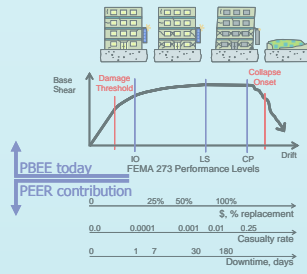 Base
Shear
Damage
Threshold
Collapse
Onset
Drift
IO
LS
CP
FEMA 273 Performance Levels
PBEE today
PEER contribution
0 25% 50% 100%
$, % replacement
0.0 0.0001 0.001 0.01 0.25
Casualty rate
0 1 7 30 180
Downtime, days